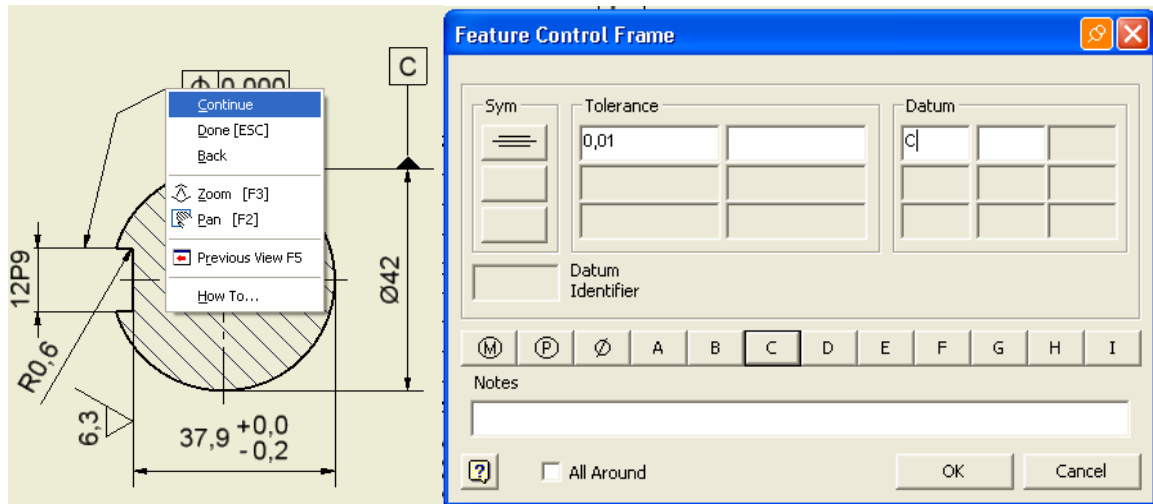 C
0.000
Continue
Done [ESC]
Back
Zoom [F3]
Pan [F2]
Previous View F5
How To...
12P9
Ø42
R0,6
6,3
37,9 +0,0
- 0,2
Feature Control Frame
Sym
Tolerance
Datum
0,01
C
Datum
Identifier
M P Ø A B C D E F G H I
Notes
? All Around
OK
Cancel